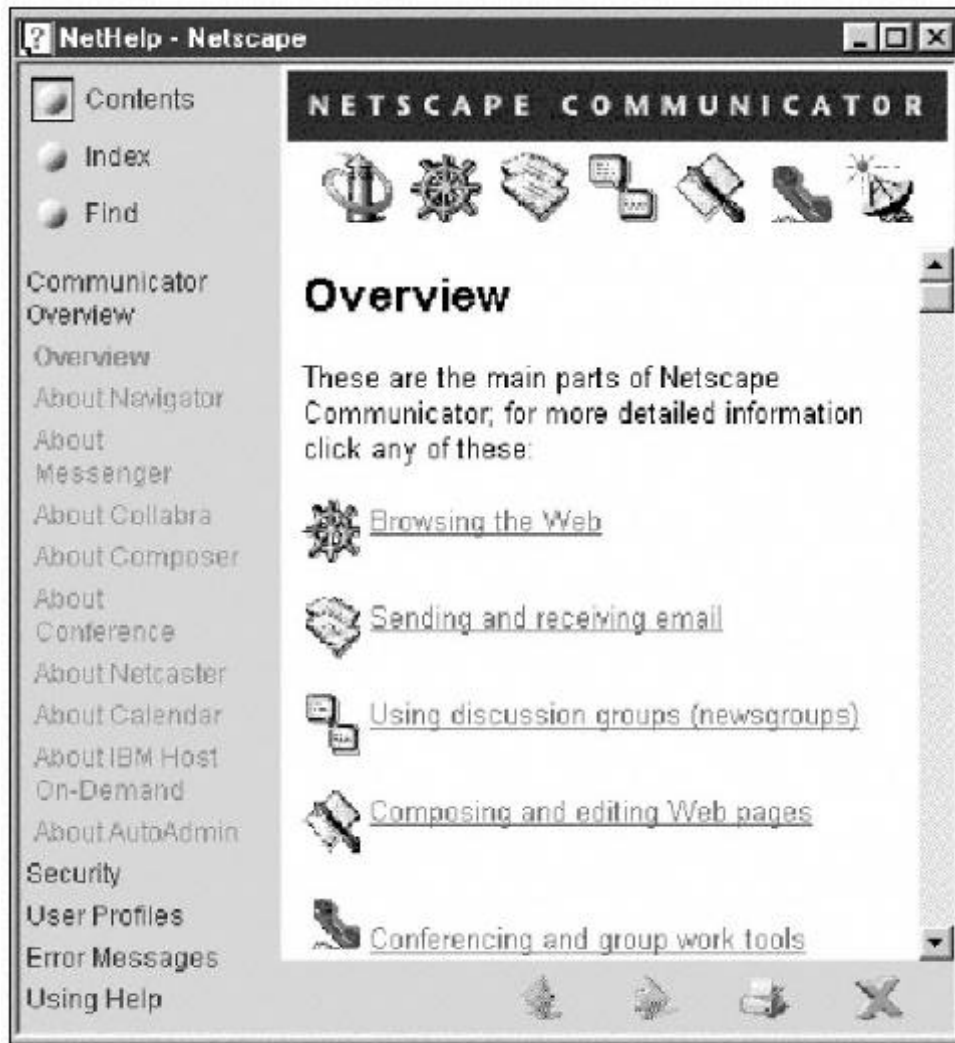 NetHelp - Netscape
Contents
Index
Find
Communicator
Overview
Overview
About Navigator
About
Messenger
About Collabra
About Composer
About
Conference
About Netcaster
About Calendar
About IBM Host
On-Demand
About AutoAdmin
Security
User Profiles
Error Messages
Using Help
NETSCAPE COMMUNICATOR
Overview
These are the main parts of Netscape
Communicator; for more detailed information
click any of these:
Browsing the Web
Sending and receiving email
Using discussion groups (newsgroups)
Composing and editing Web pages
Conferencing and group work tools